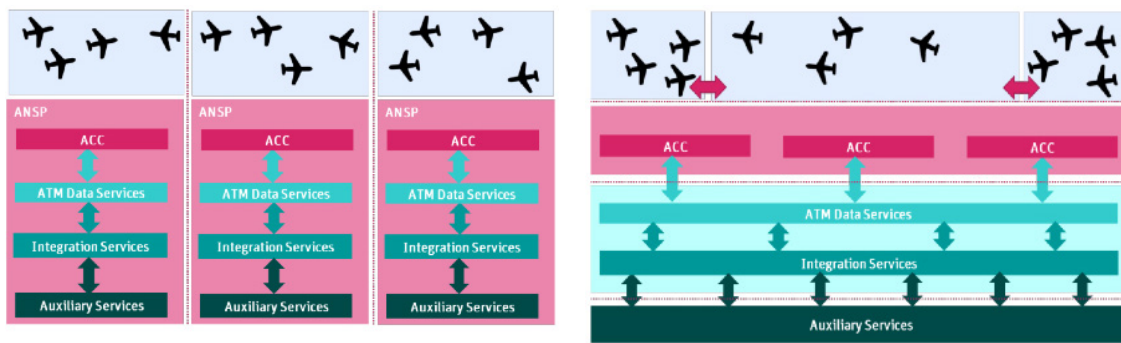 ANSP ANSP ANSP
ACC ACC ACC
ATM Data Services ATM Data Services ATM Data Services
Integration Services Integration Services Integration Services
Auxiliary Services Auxiliary Services Auxiliary Services
ACC ACC ACC
ATM Data Services
Integration Services
Auxiliary Services